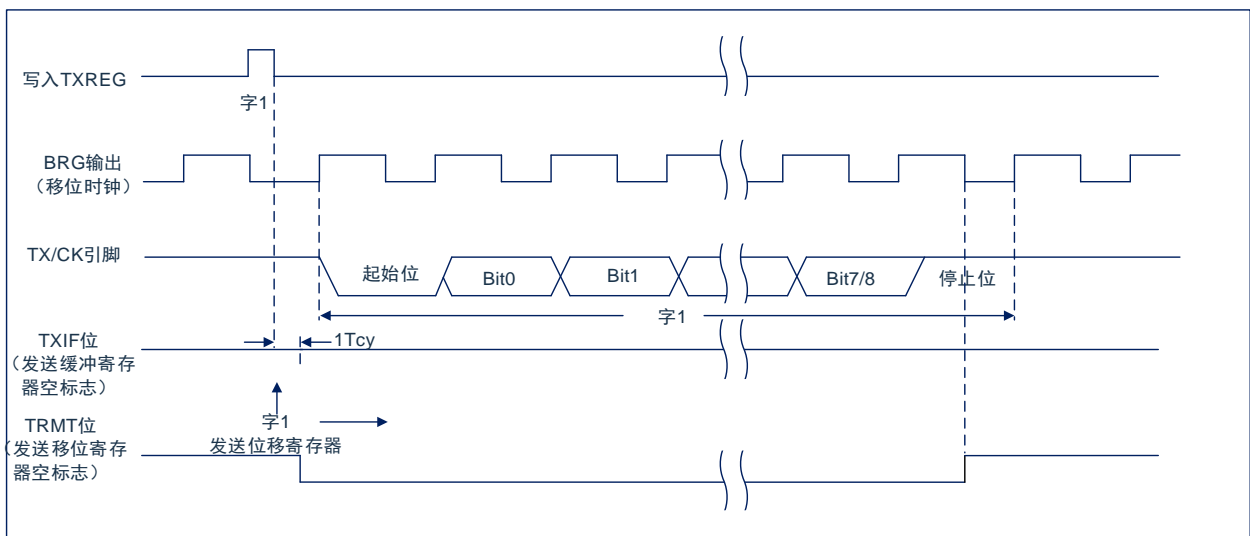 写入TXREG
字1
BRG输出
（移位时钟）
TX/CK引脚
起始位
Bit0
Bit1
Bit7/8
停止位
字1
TXIF位
（发送缓冲寄存
器空标志）
1Tcy
字1
发送位移寄存器
TRMT位
（发送移位寄存
器空标志）